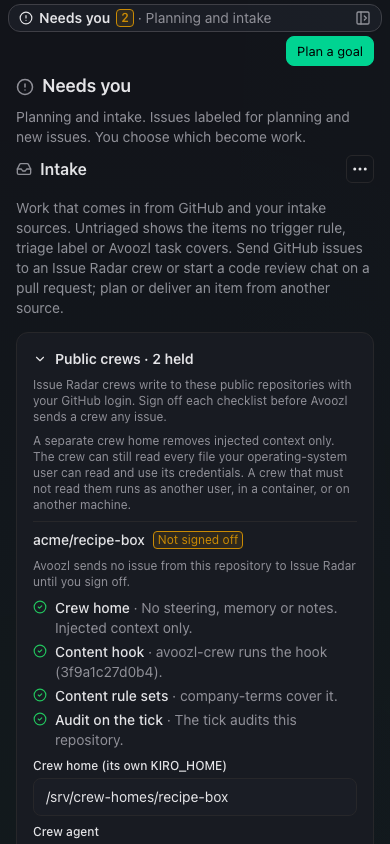 Needs you 2 · Planning and intake
Plan a goal
Needs you
Planning and intake. Issues labeled for planning and
new issues. You choose which become work.
Intake
Work that comes in from GitHub and your intake
sources. Untriaged shows the items no trigger rule,
triage label or Avoozl task covers. Send GitHub issues
to an Issue Radar crew or start a code review chat on a
pull request; plan or deliver an item from another
source.
Public crews · 2 held
Issue Radar crews write to these public repositories with
your GitHub login. Sign off each checklist before Avoozl
sends a crew any issue.
A separate crew home removes injected context only.
The crew can still read every file your operating-system
user can read and use its credentials. A crew that must
not read them runs as another user, in a container, or on
another machine.
acme/recipe-box Not signed off
Avoozl sends no issue from this repository to Issue Radar
until you sign off.
Crew home · No steering, memory or notes.
Injected context only.
Content hook · avoozl-crew runs the hook
(3f9a1c27d0b4).
Content rule sets · company-terms cover it.
Audit on the tick · The tick audits this
repository.
Crew home (its own KIRO_HOME)
/srv/crew-homes/recipe-box
Crew agent